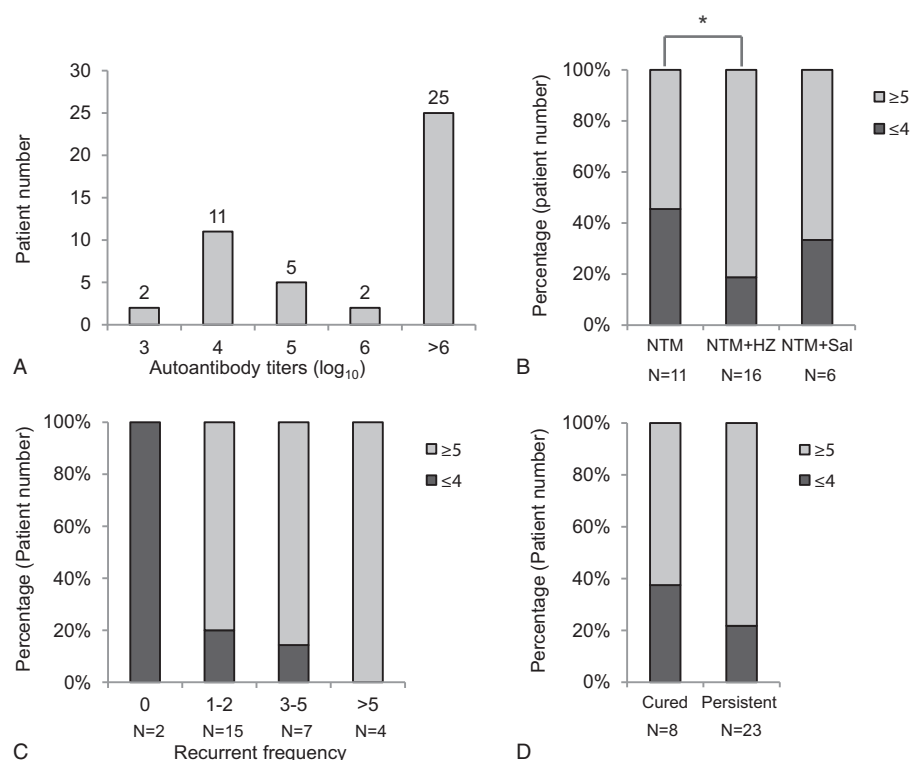 30
25
20
15
10
5
0
Patient number
2
11
5
2
25
3
4
5
6
>6
Autoantibody titers (log10)
A
*
100%
80%
60%
40%
20%
0%
Percentage (patient number)
≥5
≤4
NTM
NTM+HZ
NTM+Sal
N=11
N=16
N=6
B
100%
80%
60%
40%
20%
0%
Percentage (Patient number)
≥5
≤4
0
1-2
3-5
>5
N=2
N=15
N=7
N=4
Recurrent frequency
C
100%
80%
60%
40%
20%
0%
Percentage (Patient number)
≥5
≤4
Cured
Persistent
N=8
N=23
D